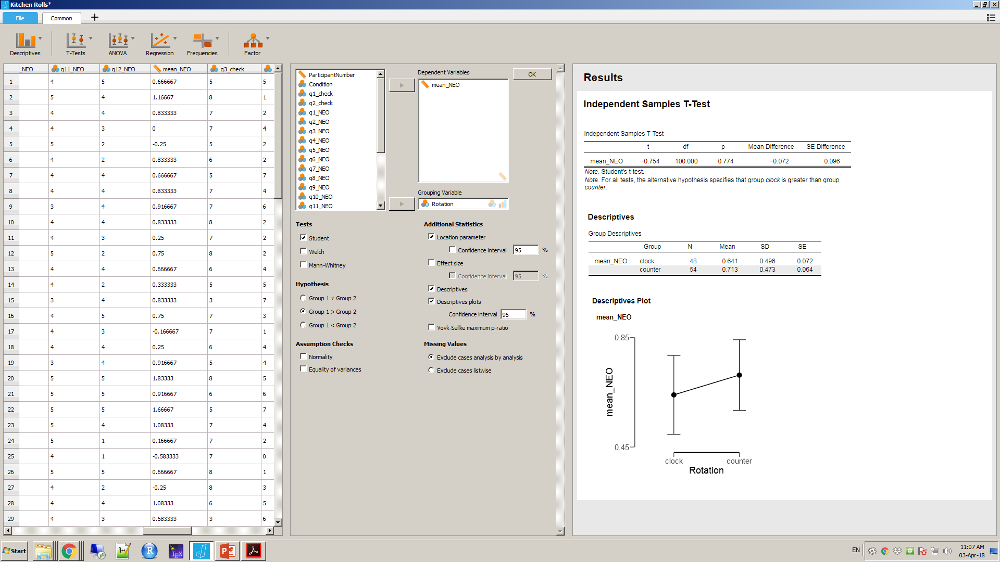 Kitchen Rolls*
File
Common
+
Descriptives
T-Tests
ANOVA
Regression
Frequencies
Factor
_NEO q11_NEO q12_NEO mean_NEO q3_check
1 4 5 0.666667 5 5
2 5 4 1.16667 8 1
3 4 4 0.833333 7 2
4 4 3 0 7 4
5 5 2 -0.25 5 2
6 4 2 0.833333 6 2
7 4 4 0.666667 5 7
8 4 4 0.833333 7 4
9 3 4 0.916667 7 6
10 4 4 0.833333 8 2
11 4 3 0.25 7 2
12 5 2 0.75 8 2
13 4 4 0.666667 6 4
14 4 2 0.333333 5 5
15 3 4 0.833333 3 7
16 4 5 0.75 7 3
17 4 3 -0.166667 7 1
18 4 4 0.25 6 4
19 3 4 0.916667 5 4
20 5 5 1.83333 8 5
21 5 5 0.916667 6 6
22 5 5 1.66667 5 7
23 5 4 1.08333 7 4
24 5 1 0.166667 7 2
25 4 1 -0.583333 7 0
26 5 5 0.666667 8 1
27 4 2 -0.25 8 3
28 4 4 1.08333 6 5
29 4 3 0.583333 3 6
ParticipantNumber
Condition
q1_check
q2_check
q1_NEO
q2_NEO
q3_NEO
q4_NEO
q5_NEO
q6_NEO
q7_NEO
q8_NEO
q9_NEO
q10_NEO
q11_NEO
Dependent Variables
mean_NEO
OK
Grouping Variable
Rotation
Tests
Student
Welch
Mann-Whitney
Hypothesis
Group 1 ≠ Group 2
Group 1 > Group 2
Group 1 < Group 2
Assumption Checks
Normality
Equality of variances
Additional Statistics
Location parameter
Confidence interval 95 %
Effect size
Confidence interval 95 %
Descriptives
Descriptives plots
Confidence interval 95 %
Vovk-Sellke maximum p-ratio
Missing Values
Exclude cases analysis by analysis
Exclude cases listwise
Results
Independent Samples T-Test
Independent Samples T-Test
t df p Mean Difference SE Difference
mean_NEO −0.754 100.000 0.774 −0.072 0.096
Note. Student's t-test.
Note. For all tests, the alternative hypothesis specifies that group clock is greater than group
counter.
Descriptives
Group Descriptives
Group N Mean SD SE
mean_NEO clock 48 0.641 0.496 0.072
counter 54 0.713 0.473 0.064
Descriptives Plot
mean_NEO
0.85
mean_NEO
0.45
clock counter
Rotation
Start
EN
11:07 AM
03-Apr-18